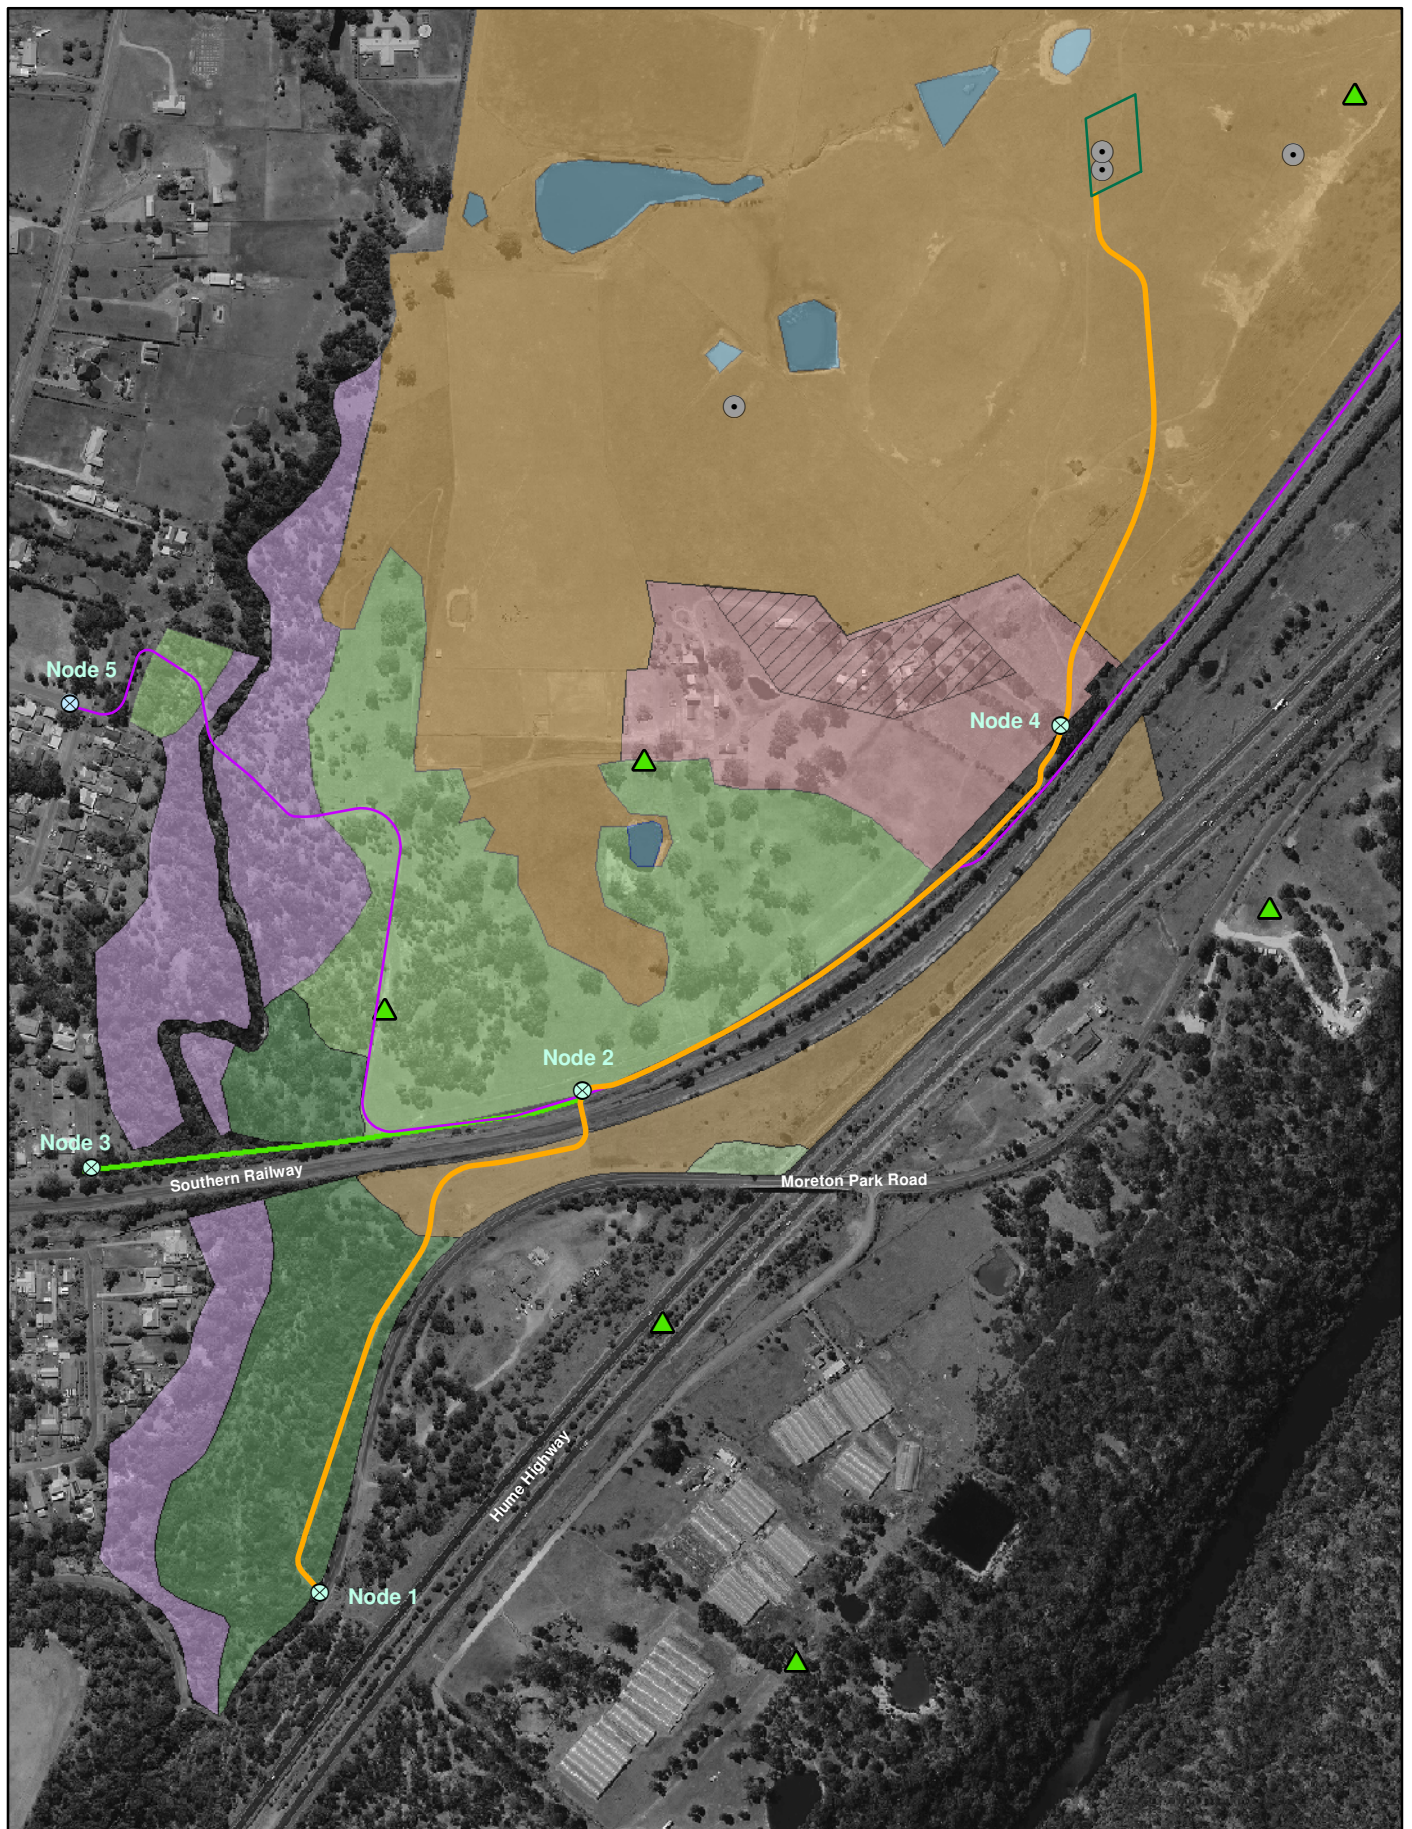 Node 5
Node 4
Node 2
Node 3
Southern Railway
Moreton Park Road
Hume Highway
Node 1